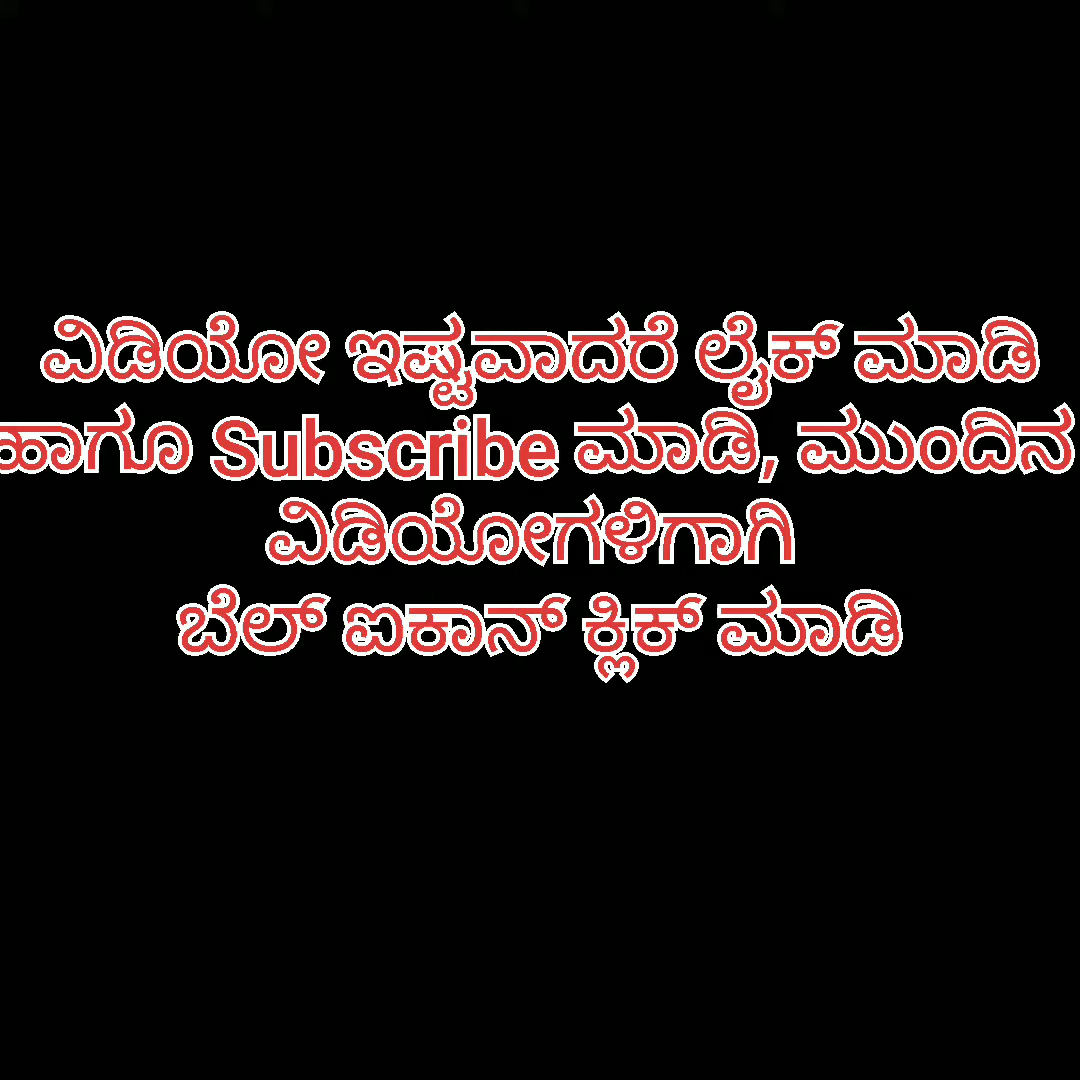 ವಿಡಿಯೋ ಇಷ್ಟವಾದರೆ ಲೈಕ್ ಮಾಡಿ
ಹಾಗೂ Subscribe ಮಾಡಿ, ಮುಂದಿನ
ವಿಡಿಯೋಗಳಿಗಾಗಿ
ಬೆಲ್ ಐಕಾನ್ ಕ್ಲಿಕ್ ಮಾಡಿ